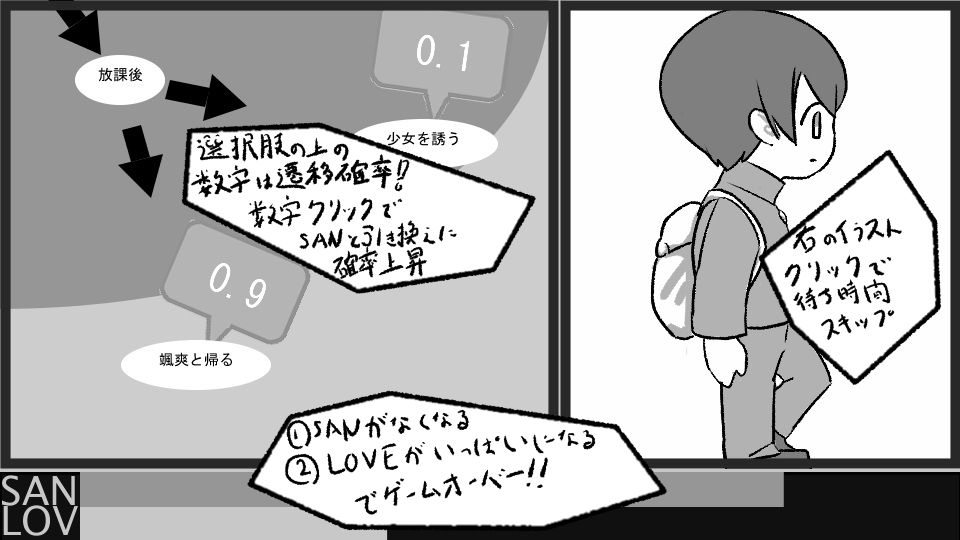 放課後
0.1
少女を誘う
選択肢の上の
数字は遷移確率!!
数字クリックで
SANと引き換えに
確率上昇
0.9
颯爽と帰る
右のイラスト
クリックで
待ち時間
スキップ
①SANがなくなる
②LOVEがいっぱいになる
でゲームオーバー!!
SAN
LOV